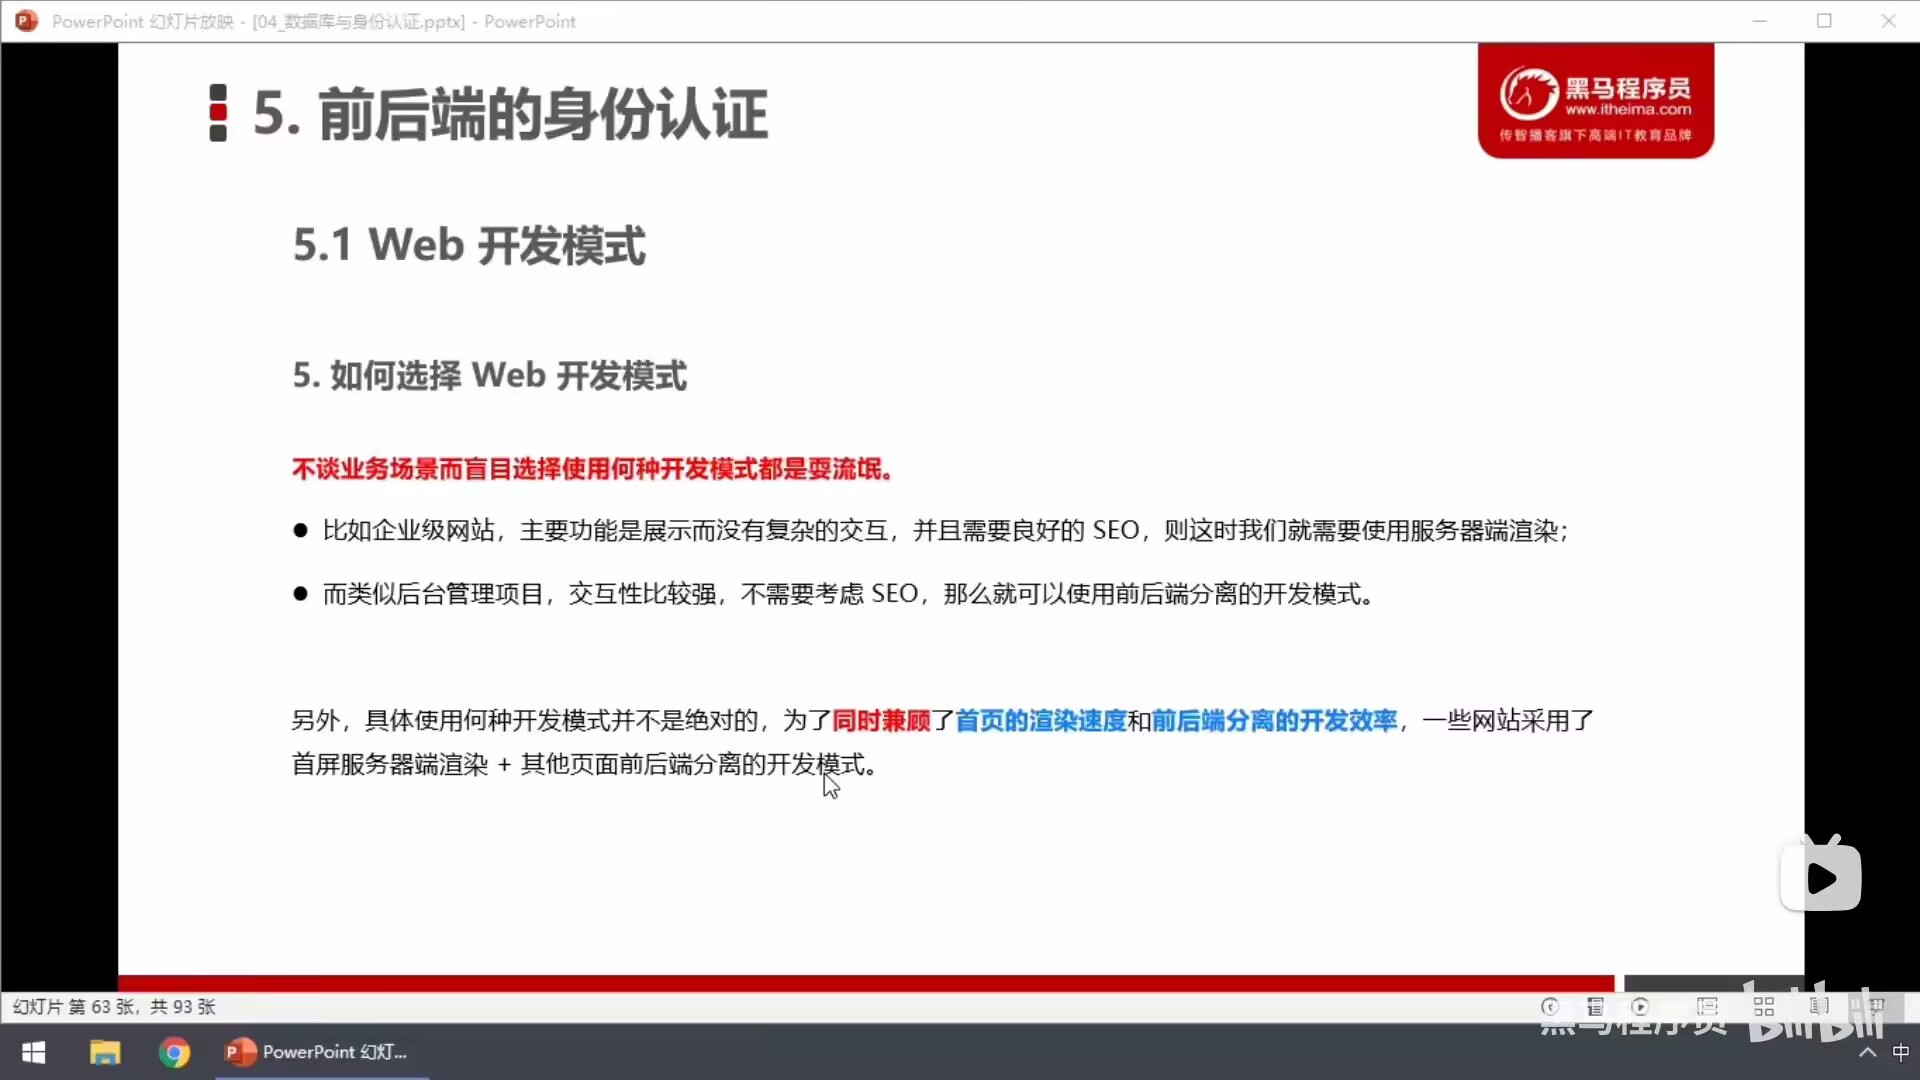 PowerPoint 幻灯片放映 - [04_数据库与身份认证.pptx] - PowerPoint
5. 前后端的身份认证
黑马程序员
www.itheima.com
传智播客旗下高端IT教育品牌
5.1 Web 开发模式
5. 如何选择 Web 开发模式
不谈业务场景而盲目选择使用何种开发模式都是耍流氓。
● 比如企业级网站，主要功能是展示而没有复杂的交互，并且需要良好的 SEO，则这时我们就需要使用服务器端渲染；
● 而类似后台管理项目，交互性比较强，不需要考虑 SEO，那么就可以使用前后端分离的开发模式。
另外，具体使用何种开发模式并不是绝对的，为了同时兼顾了首页的渲染速度和前后端分离的开发效率，一些网站采用了
首屏服务器端渲染 + 其他页面前后端分离的开发模式。
幻灯片 第 63 张，共 93 张
黑马程序员 bilibili
PowerPoint 幻灯...
中